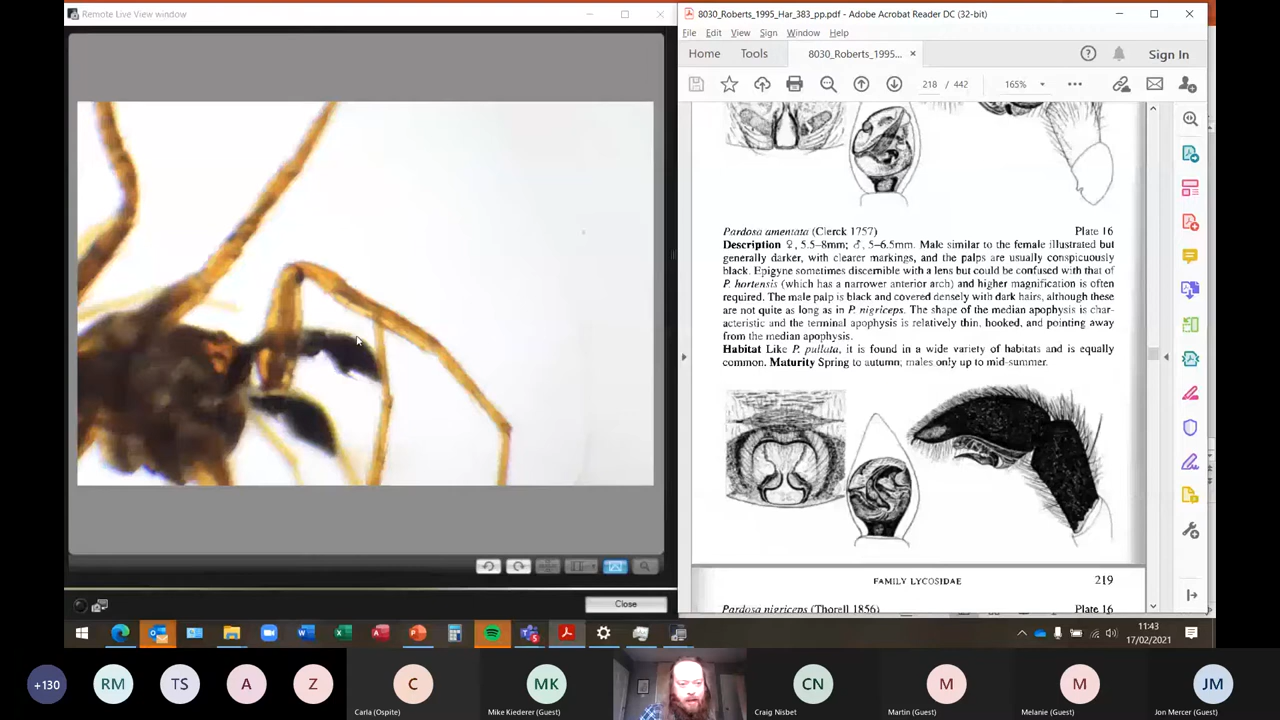 Remote Live View window
Close
8030_Roberts_1995_Har_383_pp.pdf - Adobe Acrobat Reader DC (32-bit)
File Edit View Sign Window Help
Home Tools 8030_Roberts_1995... × Sign In
218 / 442 165%
Pardosa amentata (Clerck 1757) Plate 16
Description ♀, 5.5–8mm; ♂, 5–6.5mm. Male similar to the female illustrated but
generally darker, with clearer markings, and the palps are usually conspicuously
black. Epigyne sometimes discernible with a lens but could be confused with that of
P. hortensis (which has a narrower anterior arch) and higher magnification is often
required. The male palp is black and covered densely with dark hairs, although these
are not quite as long as in P. nigriceps. The shape of the median apophysis is char-
acteristic and the terminal apophysis is relatively thin, hooked, and pointing away
from the median apophysis.
Habitat Like P. pullata, it is found in a wide variety of habitats and is equally
common. Maturity Spring to autumn; males only up to mid-summer.
FAMILY LYCOSIDAE 219
Pardosa nigriceps (Thorell 1856) Plate 16
11:43
17/02/2021
+130 RM TS A Z C MK CN M M JM
Carla (Ospite) Mike Kiederer (Guest) Craig Nisbet Martin (Guest) Melanie (Guest) Jon Mercer (Guest)